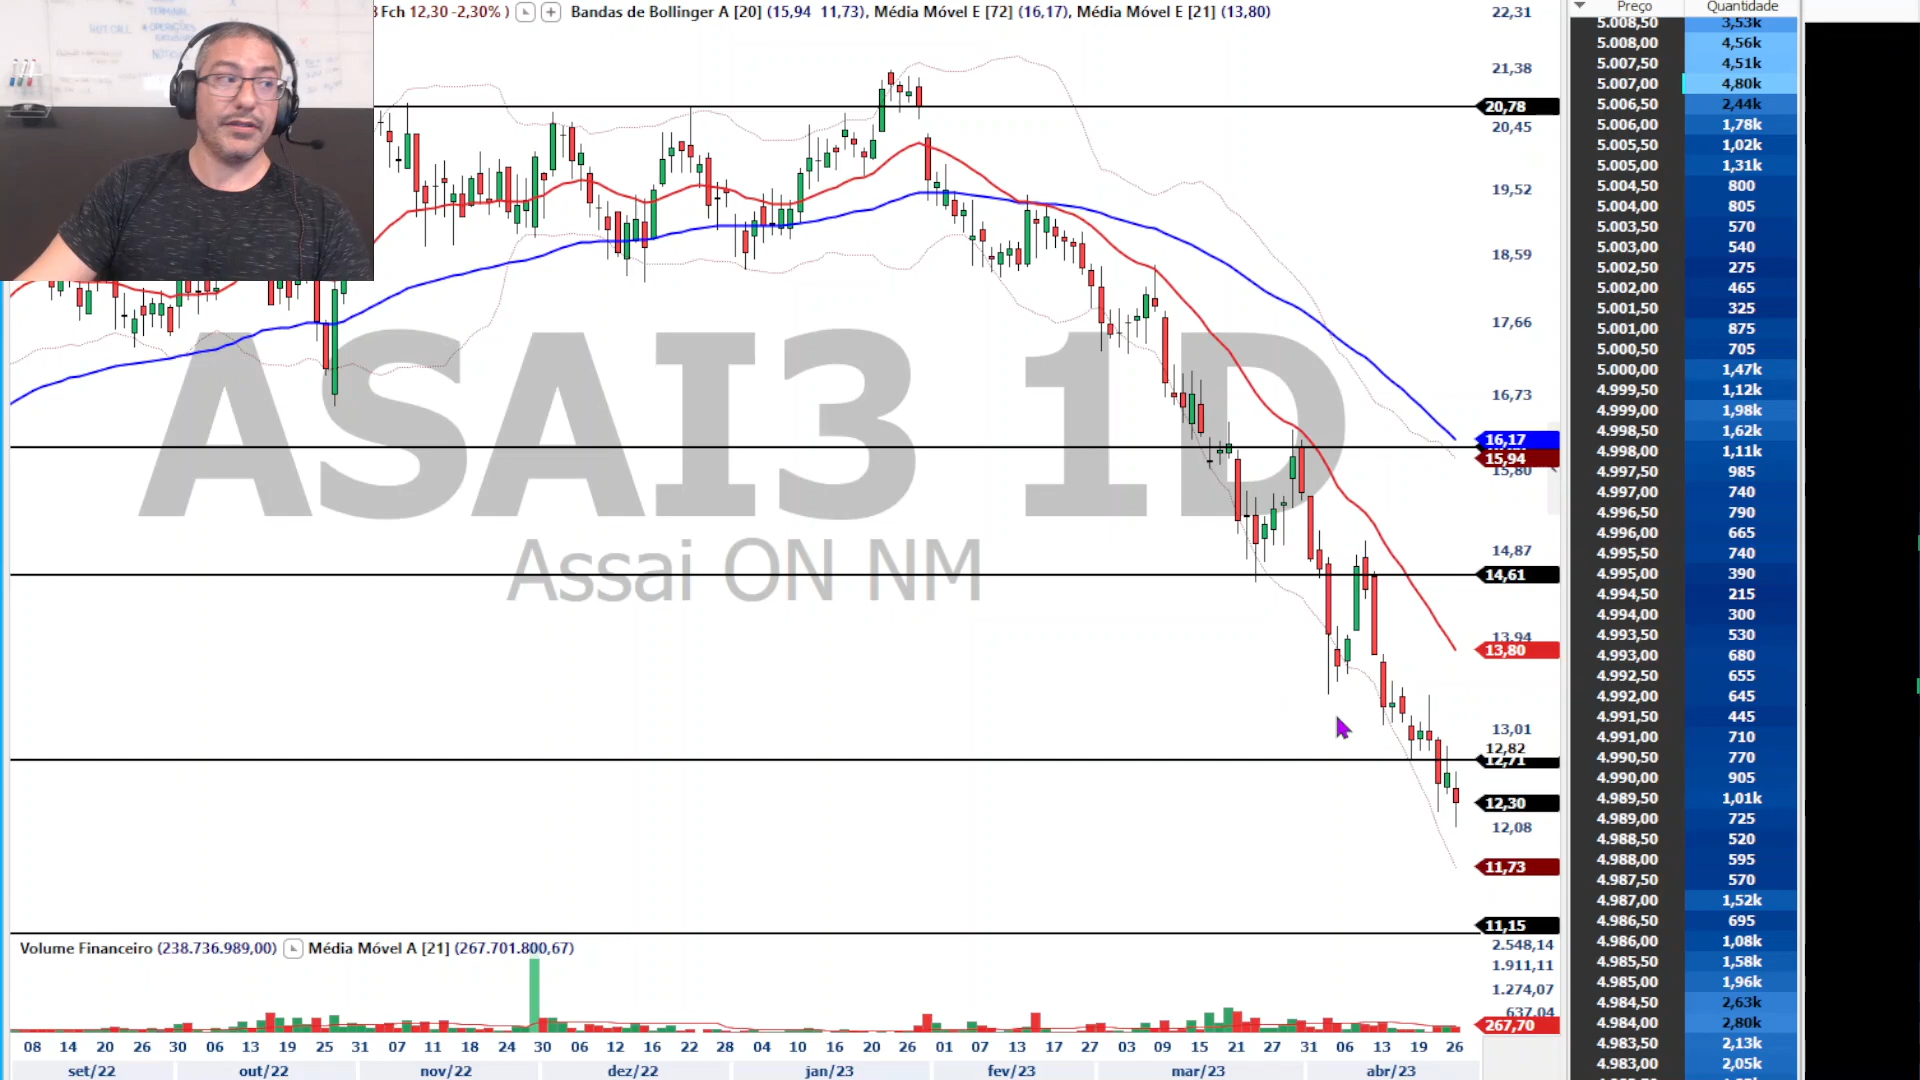 3 Fch 12,30 -2,30% ) Bandas de Bollinger A [20] (15,94 11,73), Média Móvel E [72] (16,17), Média Móvel E [21] (13,80)
22,31
21,38
20,78
20,45
19,52
18,59
17,66
16,73
16,17
15,94
15,80
14,87
14,61
13,94
13,80
13,01
12,82
12,71
12,30
12,08
11,73
11,15
ASAI3 1D
Assai ON NM
Volume Financeiro (238.736.989,00) Média Móvel A [21] (267.701.800,67)
2.548,14
1.911,11
1.274,07
637,04
267,70
08 14 20 26 30 06 13 19 25 31 07 11 18 24 30 06 12 16 22 28 04 10 16 20 26 01 07 13 17 27 03 09 15 21 27 31 06 13 19 26
set/22 out/22 nov/22 dez/22 jan/23 fev/23 mar/23 abr/23
Preço Quantidade
5.008,50 3,53k
5.008,00 4,56k
5.007,50 4,51k
5.007,00 4,80k
5.006,50 2,44k
5.006,00 1,78k
5.005,50 1,02k
5.005,00 1,31k
5.004,50 800
5.004,00 805
5.003,50 570
5.003,00 540
5.002,50 275
5.002,00 465
5.001,50 325
5.001,00 875
5.000,50 705
5.000,00 1,47k
4.999,50 1,12k
4.999,00 1,98k
4.998,50 1,62k
4.998,00 1,11k
4.997,50 985
4.997,00 740
4.996,50 790
4.996,00 665
4.995,50 740
4.995,00 390
4.994,50 215
4.994,00 300
4.993,50 530
4.993,00 680
4.992,50 655
4.992,00 645
4.991,50 445
4.991,00 710
4.990,50 770
4.990,00 905
4.989,50 1,01k
4.989,00 725
4.988,50 520
4.988,00 595
4.987,50 570
4.987,00 1,52k
4.986,50 695
4.986,00 1,08k
4.985,50 1,58k
4.985,00 1,96k
4.984,50 2,63k
4.984,00 2,80k
4.983,50 2,13k
4.983,00 2,05k